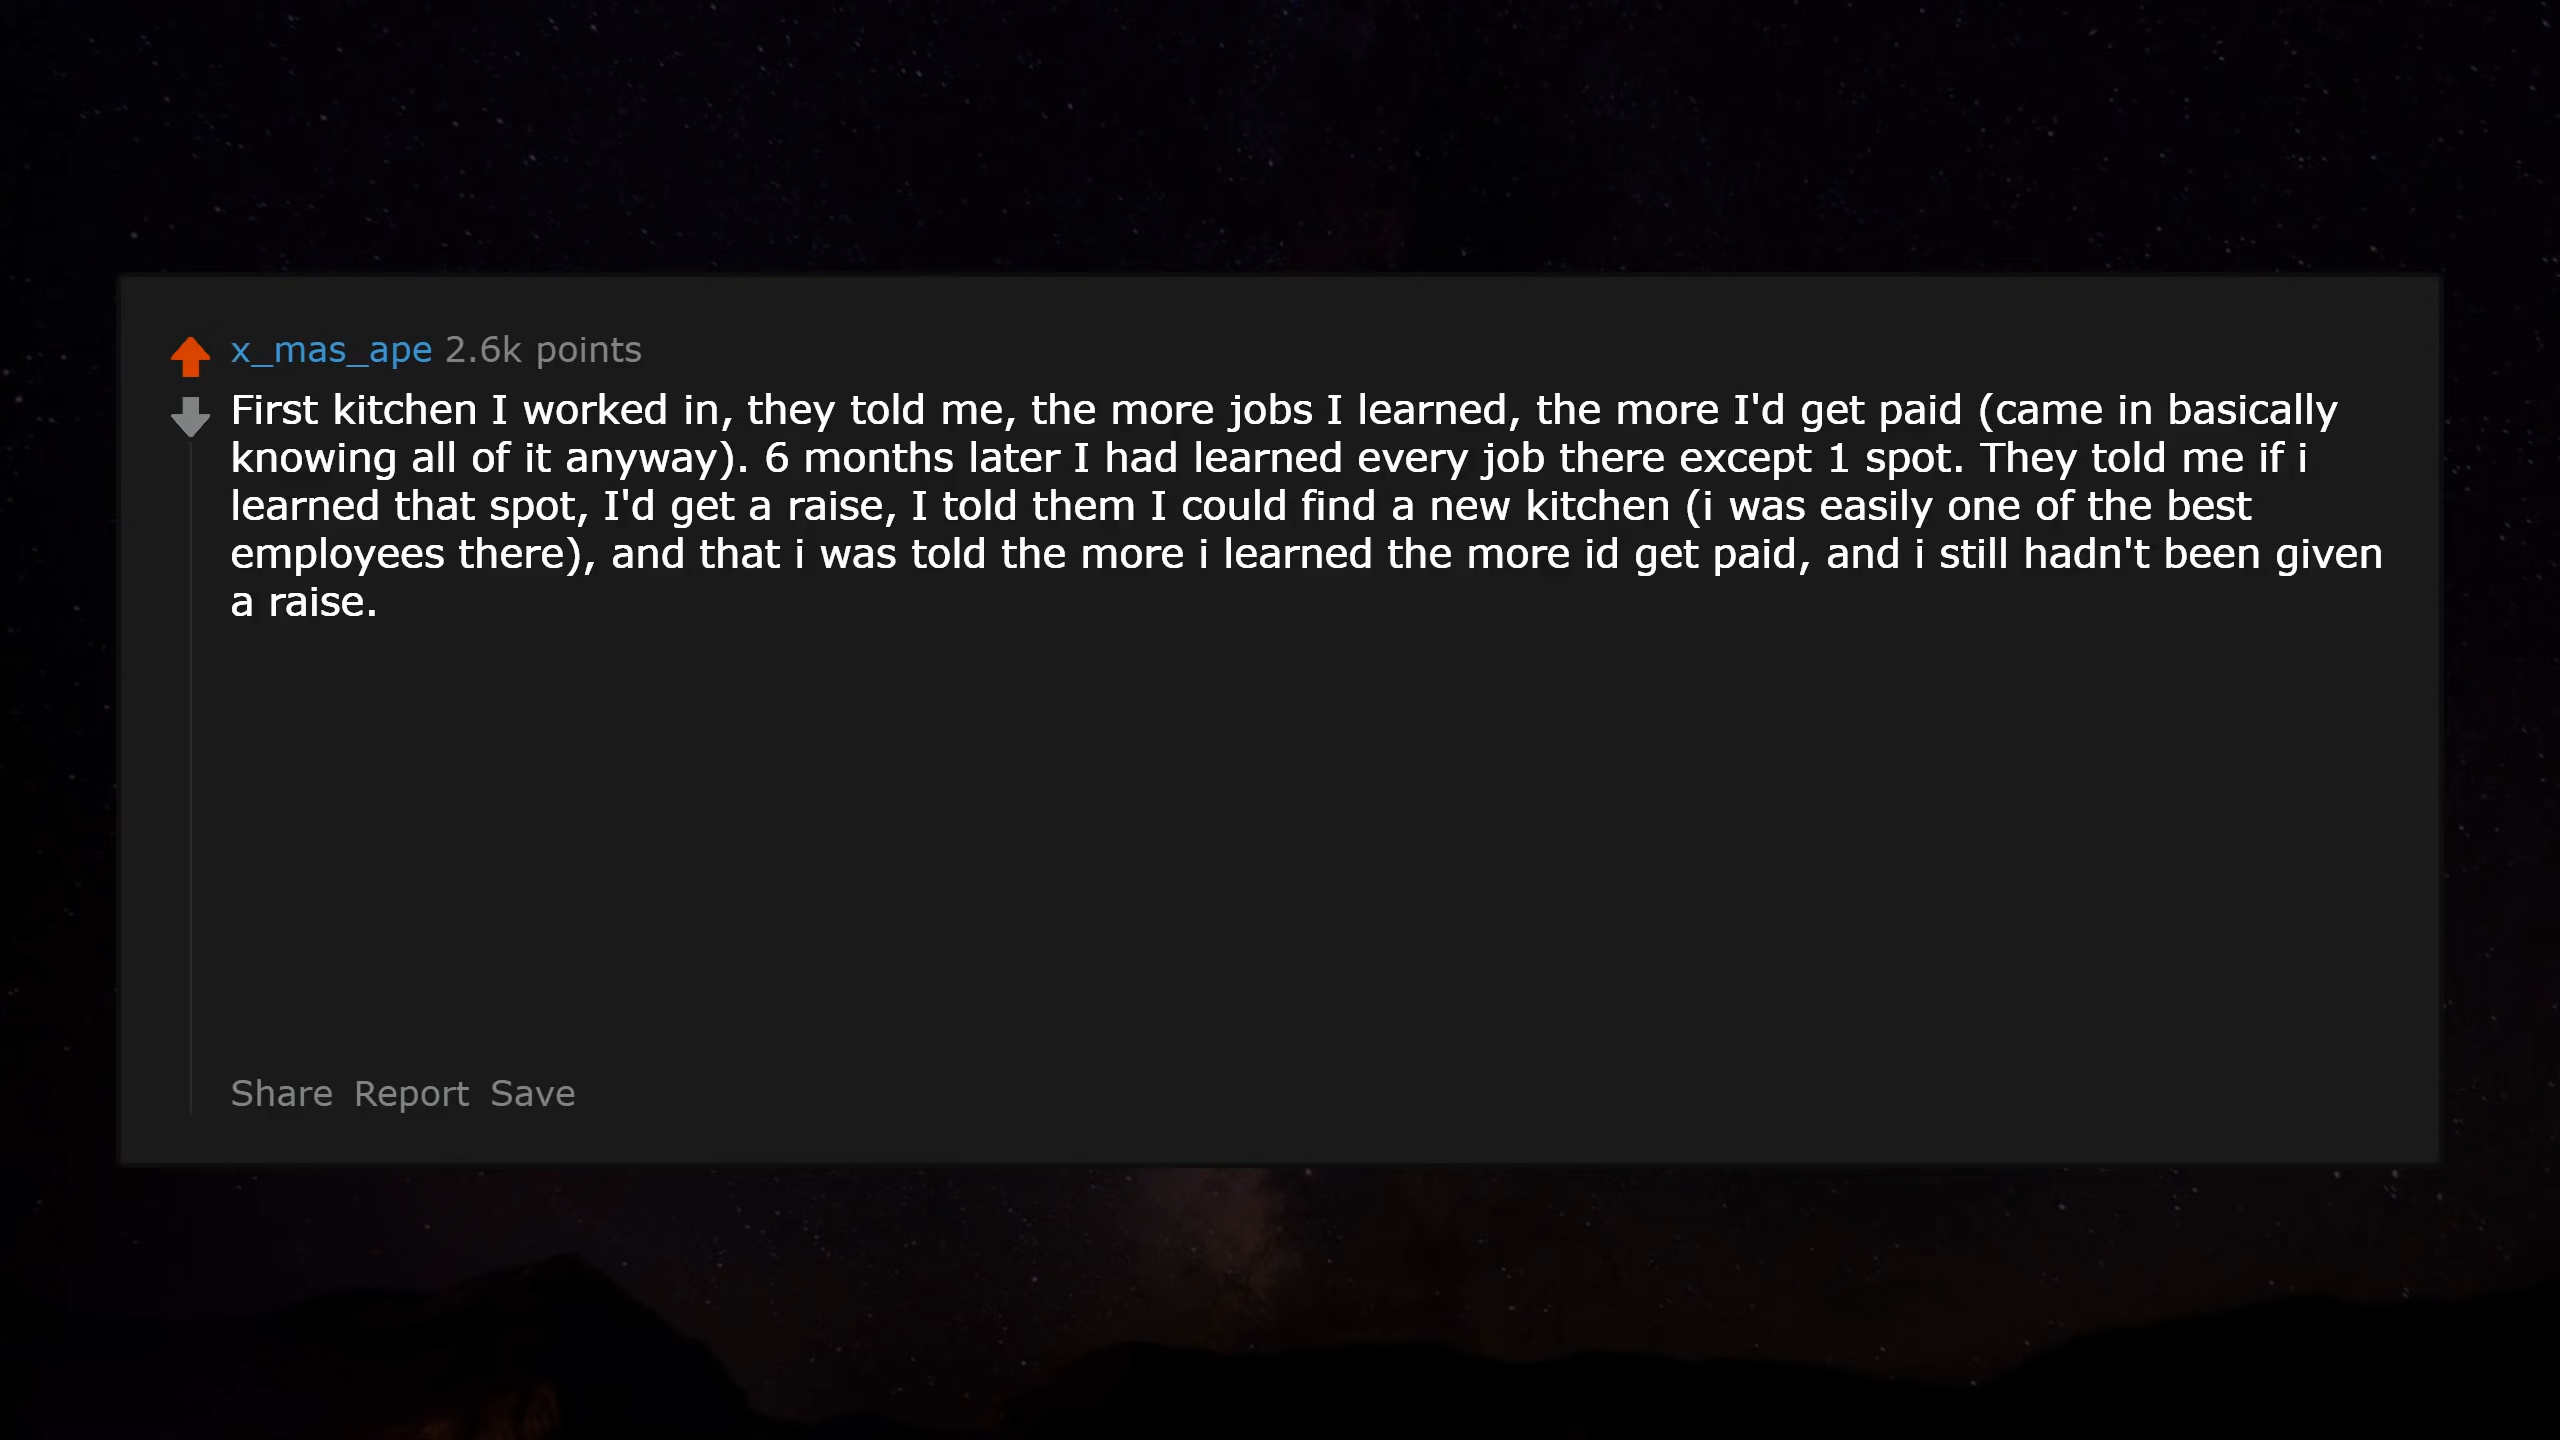 x_mas_ape 2.6k points
First kitchen I worked in, they told me, the more jobs I learned, the more I'd get paid (came in basically
knowing all of it anyway). 6 months later I had learned every job there except 1 spot. They told me if i
learned that spot, I'd get a raise, I told them I could find a new kitchen (i was easily one of the best
employees there), and that i was told the more i learned the more id get paid, and i still hadn't been given
a raise.
Share Report Save